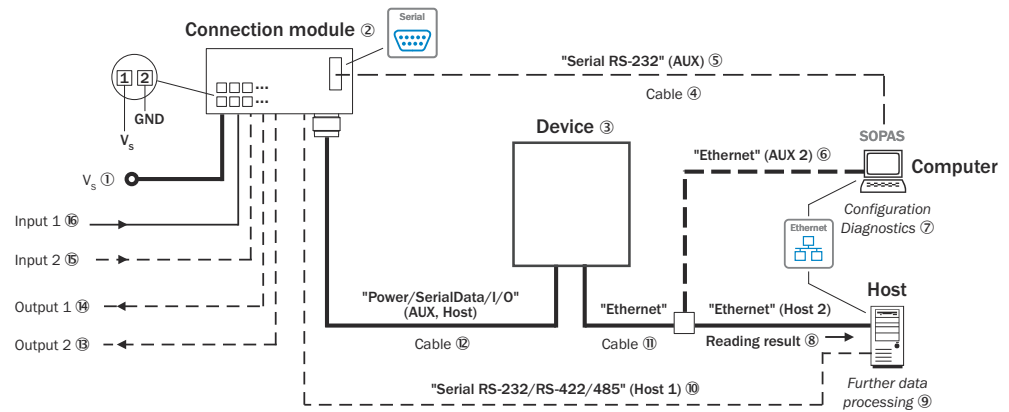 Serial
Connection module ②
"Serial RS-232" (AUX) ⑤
1 2
Cable ④
GND
Vs
Device ③
SOPAS
"Ethernet" (AUX 2) ⑥
Computer
Vs ①
Configuration
Diagnostics ⑦
Input 1 ⑯
Ethernet
Input 2 ⑮
Host
"Power/SerialData/I/O"
(AUX, Host)
"Ethernet"
"Ethernet" (Host 2)
Output 1 ⑭
Output 2 ⑬
Cable ⑫
Cable ⑪
Reading result ⑧
"Serial RS-232/RS-422/485" (Host 1) ⑩
Further data
processing ⑨